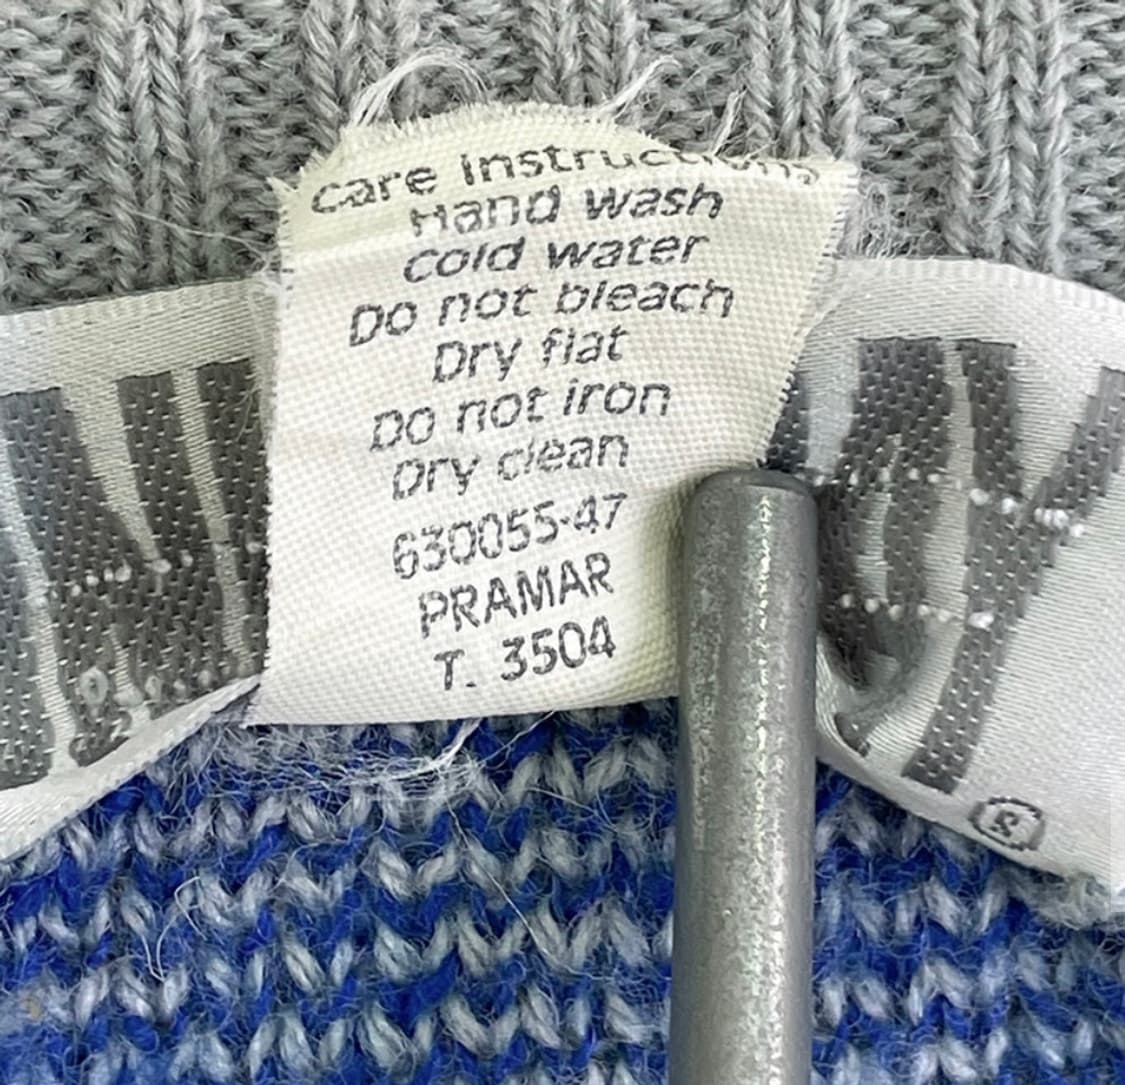 care instructions
Hand wash
cold water
Do not bleach
Dry flat
Do not iron
Dry clean
630055-47
PRAMAR
T. 3504